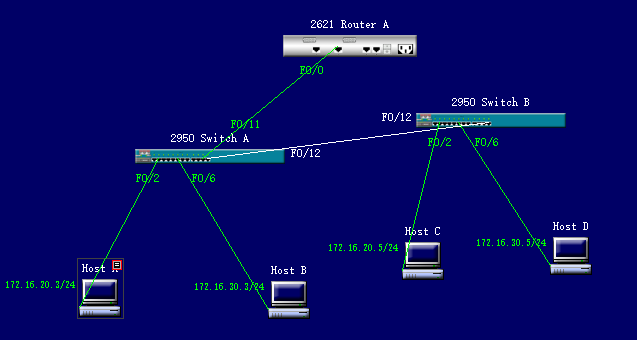 2621 Router A
F0/0
2950 Switch B
F0/12
F0/11
2950 Switch A
F0/2
F0/6
F0/12
F0/2
F0/6
Host C
Host D
172.16.20.5/24
172.16.30.5/24
Host
Host B
172.16.20.3/24
172.16.30.3/24